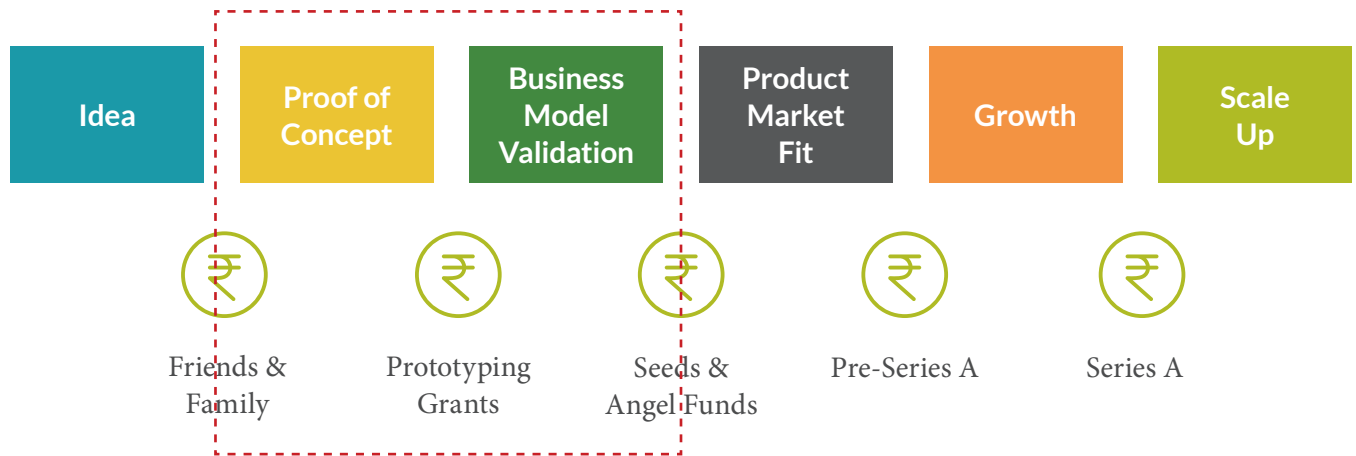 Idea
Proof of
Concept
Business
Model
Validation
Product
Market
Fit
Growth
Scale
Up
₹
₹
₹
₹
₹
Friends &
Family
Prototyping
Grants
Seeds &
Angel Funds
Pre-Series A
Series A